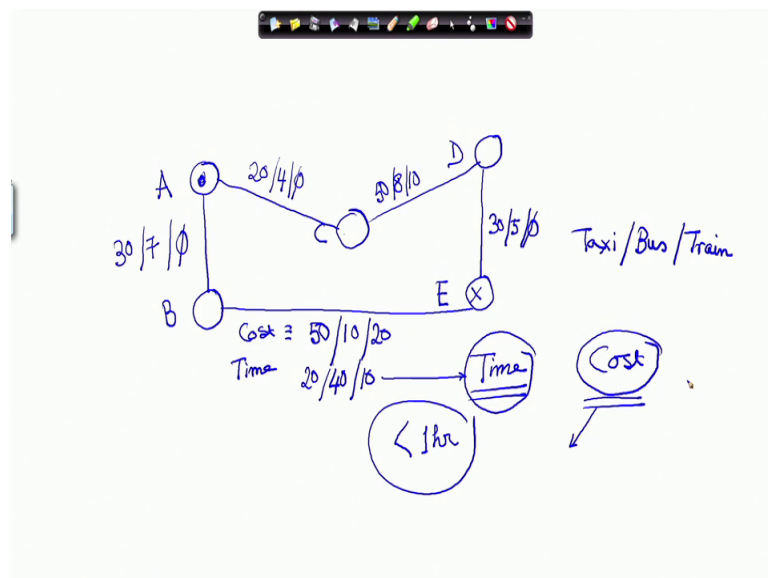 D
A
20/4/∅
50/8/10
C
30/7/∅
30/5/∅
Taxi/Bus/Train
B
E
X
Cost ≡ 50/10/20
Time 20/40/10
Time
Cost
< 1hr